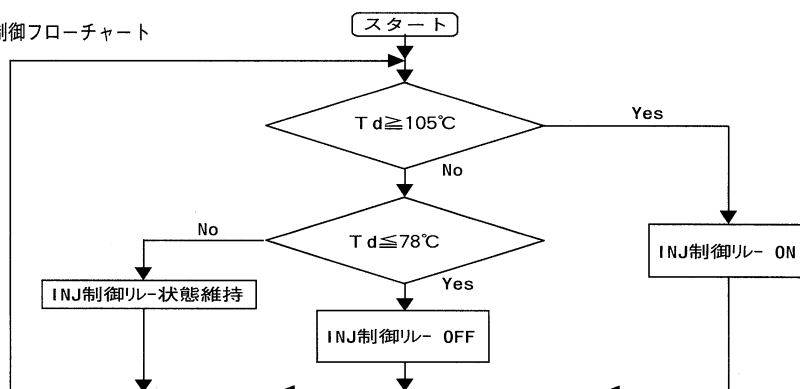 制御フローチャート
スタート
Td≧105℃
Yes
No
Td≦78℃
No
Yes
INJ制御リレー ON
INJ制御リレー状態維持
INJ制御リレー OFF